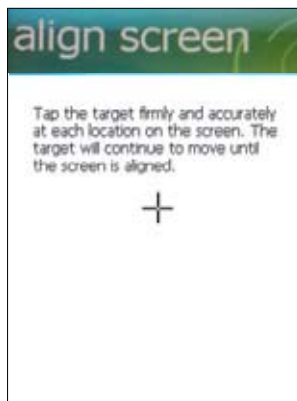 align screen
Tap the target firmly and accurately
at each location on the screen. The
target will continue to move until
the screen is aligned.